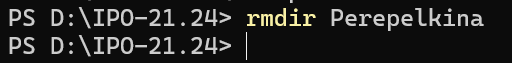 PS D:\IPO-21.24> rmdir Perepelkina
PS D:\IPO-21.24>